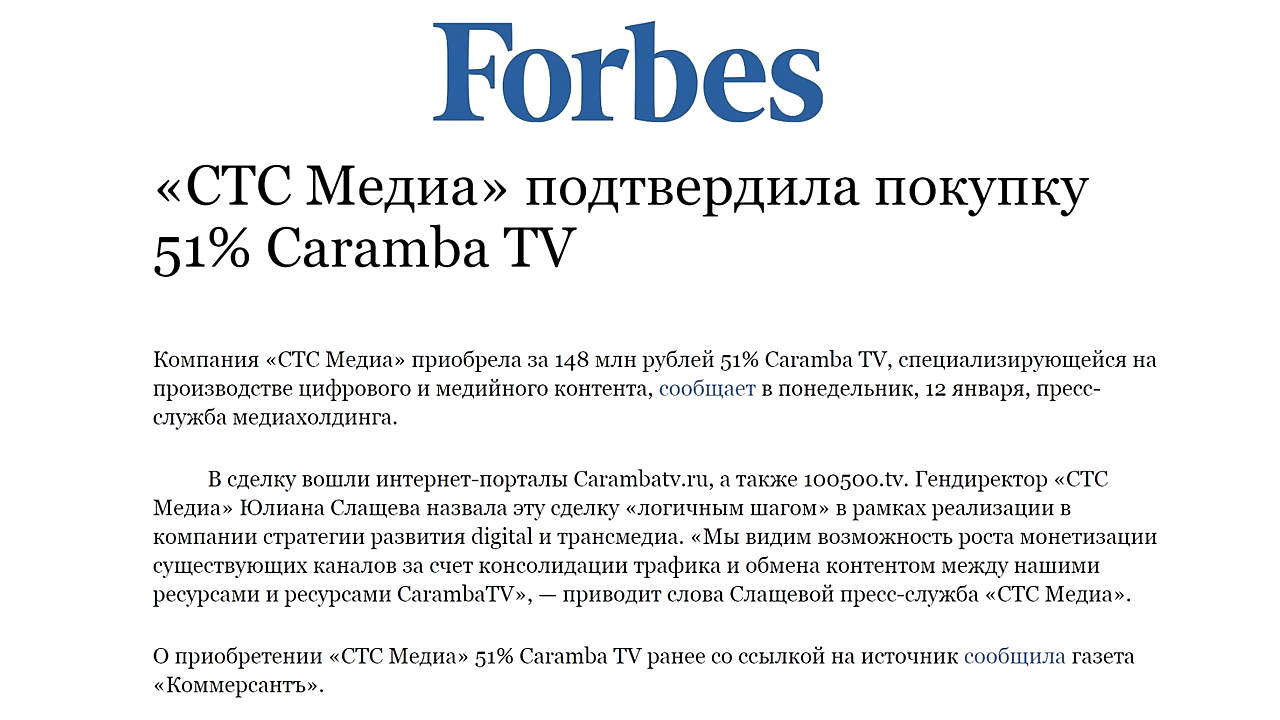 Forbes
«СТС Медиа» подтвердила покупку
51% Caramba TV
Компания «СТС Медиа» приобрела за 148 млн рублей 51% Caramba TV, специализирующейся на
производстве цифрового и медийного контента, сообщает в понедельник, 12 января, пресс-
служба медиахолдинга.
В сделку вошли интернет-порталы Carambatv.ru, а также 100500.tv. Гендиректор «СТС
Медиа» Юлиана Слащева назвала эту сделку «логичным шагом» в рамках реализации в
компании стратегии развития digital и трансмедиа. «Мы видим возможность роста монетизации
существующих каналов за счет консолидации трафика и обмена контентом между нашими
ресурсами и ресурсами CarambaTV», — приводит слова Слащевой пресс-служба «СТС Медиа».
О приобретении «СТС Медиа» 51% Caramba TV ранее со ссылкой на источник сообщила газета
«Коммерсантъ».